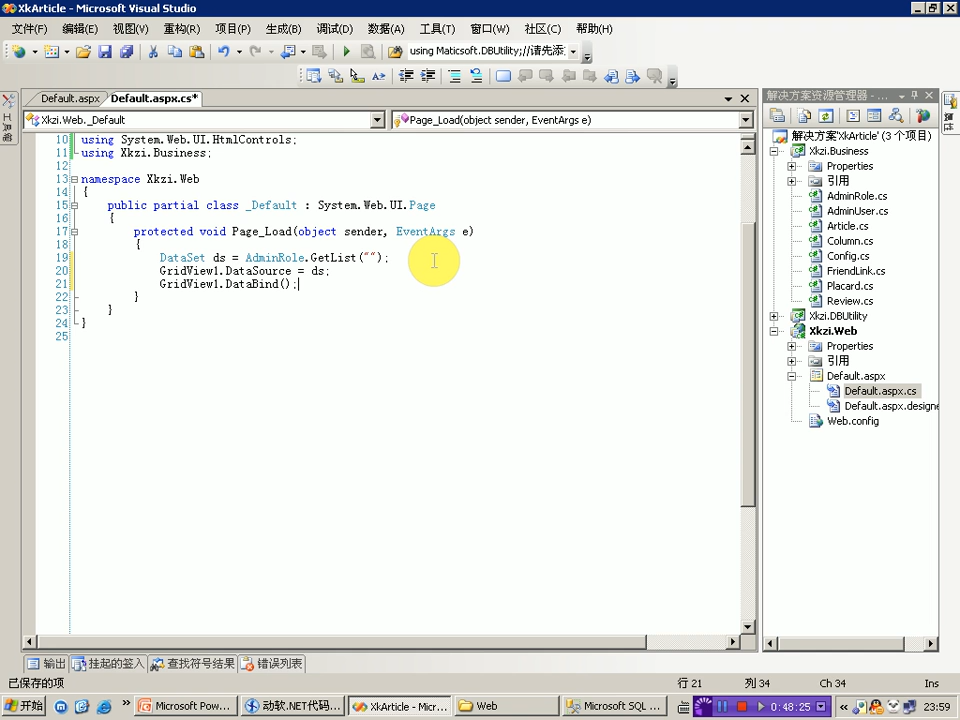 XkArticle - Microsoft Visual Studio
文件(F) 编辑(E) 视图(V) 重构(R) 项目(P) 生成(B) 调试(D) 数据(A) 工具(T) 窗口(W) 社区(C) 帮助(H)
using Maticsoft.DBUtility;//请先添
Default.aspx Default.aspx.cs*
Xkzi.Web._Default
Page_Load(object sender, EventArgs e)
工具箱
10 using System.Web.UI.HtmlControls;
11 using Xkzi.Business;
12
13 namespace Xkzi.Web
14 {
15 public partial class _Default : System.Web.UI.Page
16 {
17 protected void Page_Load(object sender, EventArgs e)
18 {
19 DataSet ds = AdminRole.GetList("");
20 GridView1.DataSource = ds;
21 GridView1.DataBind();
22 }
23 }
24 }
25
解决方案资源管理器 - ...
解决方案'XkArticle' (3 个项目)
Xkzi.Business
Properties
引用
AdminRole.cs
AdminUser.cs
Article.cs
Column.cs
Config.cs
FriendLink.cs
Placard.cs
Review.cs
Xkzi.DBUtility
Xkzi.Web
Properties
引用
Default.aspx
Default.aspx.cs
Default.aspx.designe
Web.config
属性
输出 挂起的签入 查找符号结果 错误列表
已保存的项 行 21 列 34 Ch 34 Ins
开始 » Microsoft Pow... 动软.NET代码... XkArticle - Micr... Web Microsoft SQL ... 0:48:25 « 23:59